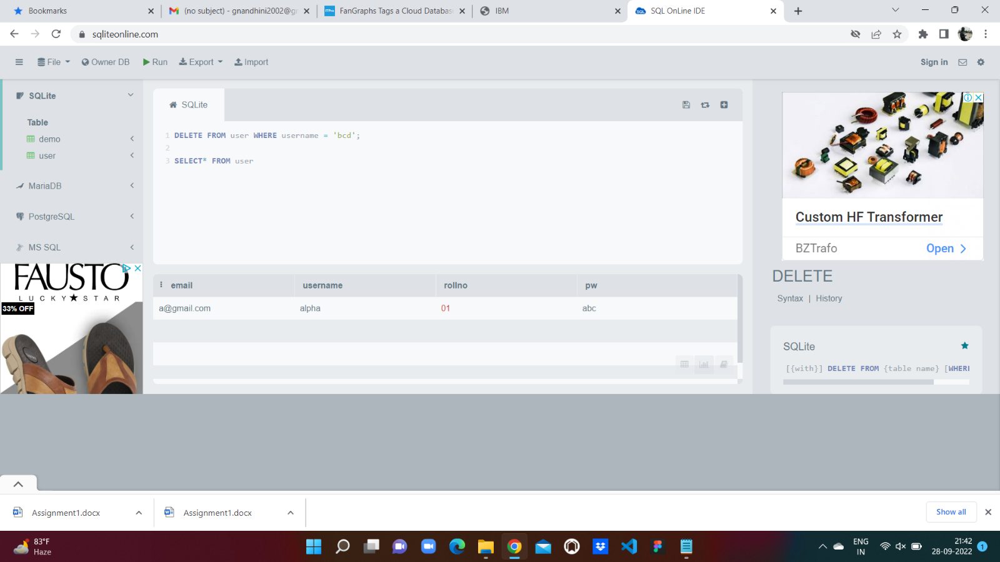 Bookmarks
(no subject) - gnandhini2002@g
FanGraphs Tags a Cloud Databas
IBM
SQL OnLine IDE
sqliteonline.com
File
Owner DB
Run
Export
Import
Sign in
SQLite
Table
demo
user
MariaDB
PostgreSQL
MS SQL
FAUSTO
LUCKY★STAR
33% OFF
SQLite
1 DELETE FROM user WHERE username = 'bcd';
2
3 SELECT* FROM user
email username rollno pw
a@gmail.com alpha 01 abc
Custom HF Transformer
BZTrafo Open
DELETE
Syntax | History
SQLite
[{with}] DELETE FROM {table name} [WHERE
Assignment1.docx
Assignment1.docx
Show all
83°F
Haze
ENG
IN
21:42
28-09-2022
1